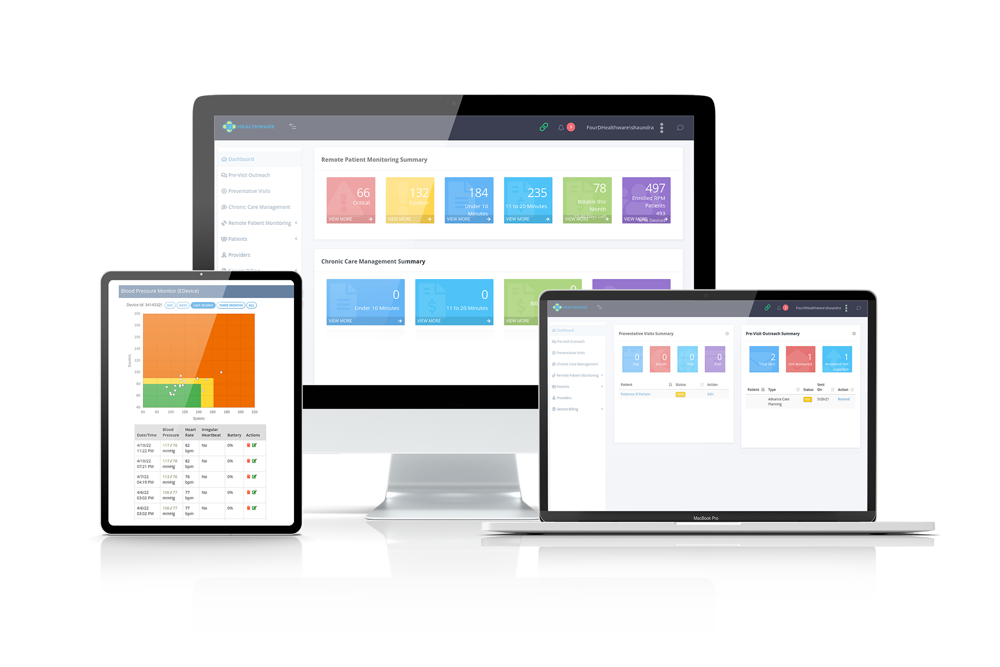 HEALTHWARE
3
FourDHealthware\shaundra
Dashboard
Pre-Visit Outreach
Preventative Visits
Chronic Care Management
Remote Patient Monitoring
Patients
Providers
Service Billing
Remote Patient Monitoring Summary
66
Critical
VIEW MORE
132
Caution
VIEW MORE
184
Under 10
Minutes
VIEW MORE
235
11 to 20 Minutes
VIEW MORE
78
Billable this
Month
Days Left
VIEW MORE
497
Enrolled RPM
Patients
493
RPM Devices
VIEW MORE
Chronic Care Management Summary
0
Under 10 Minutes
VIEW MORE
0
11 to 20 Minutes
VIEW MORE
0
Bill
VIEW MORE
Blood Pressure Monitor (EDevice)
Device Id: 34145325
DAY
WEEK
LAST 30 DAYS
THREE MONTHS
ALL
Diastolic
200
180
160
140
120
100
80
60
40
60 80 100 120 140 160 180 200 220
Systolic
Date/Time Blood Pressure Heart Rate Irregular Heartbeat Battery Actions
4/10/22 117 / 78 82 No 0%
11:22 PM mmHg bpm
4/10/22 117 / 78 82 No 0%
07:21 PM mmHg bpm
4/7/22 113 / 76 76 No 0%
04:19 PM mmHg bpm
4/6/22 106 / 77 77 No 0%
03:02 PM mmHg bpm
4/6/22 106 / 77 77 No 0%
03:02 PM mmHg bpm
HEALTHWARE
3
FourDHealthware\shaundra
Dashboard
Pre-Visit Outreach
Preventative Visits
Chronic Care Management
Remote Patient Monitoring
Patients
Providers
Service Billing
Preventative Visits Summary
0
Day
0
Month
0
Year
0
Ever
Patient Status Action
Patience O'Patient OPEN Edit
Pre-Visit Outreach Summary
2
Total Sent
1
Not Answered
1
Answered Not
Imported
Patient Type Status Sent On Action
Advance Care SENT 5/26/21 Resend
Planning
MacBook Pro